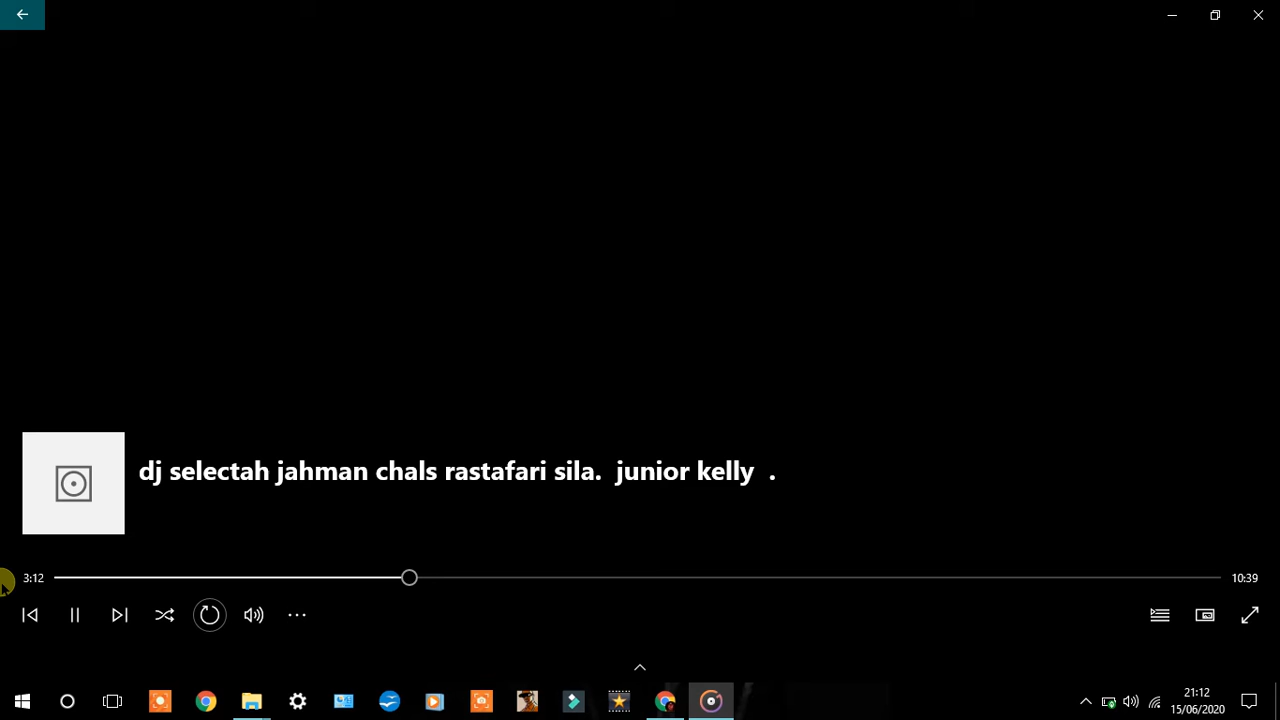 dj selectah jahman chals rastafari sila.  junior kelly  .
3:12
10:39
21:12
15/06/2020